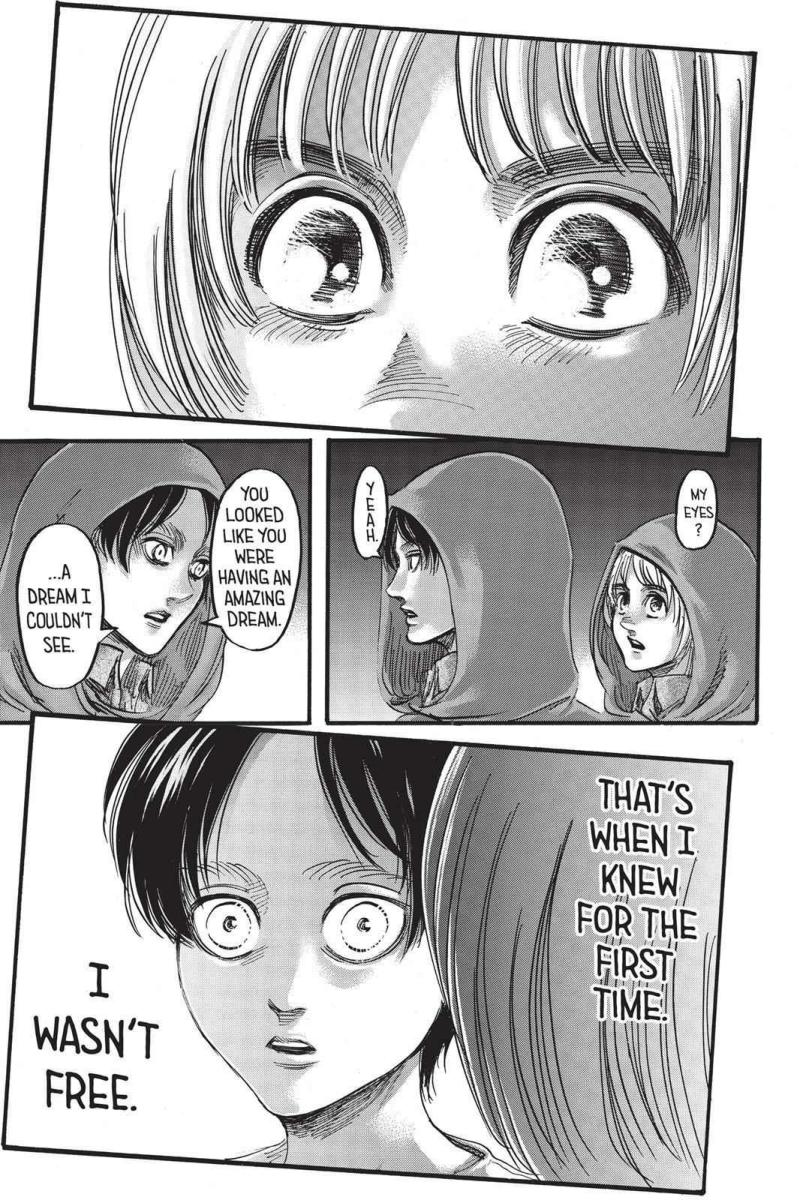 MY
EYES
?
YEAH.
YOU
LOOKED
LIKE YOU
WERE
HAVING AN
AMAZING
DREAM.
...A
DREAM I
COULDN'T
SEE.
THAT'S
WHEN I
KNEW
FOR THE
FIRST
TIME.
I
WASN'T
FREE.